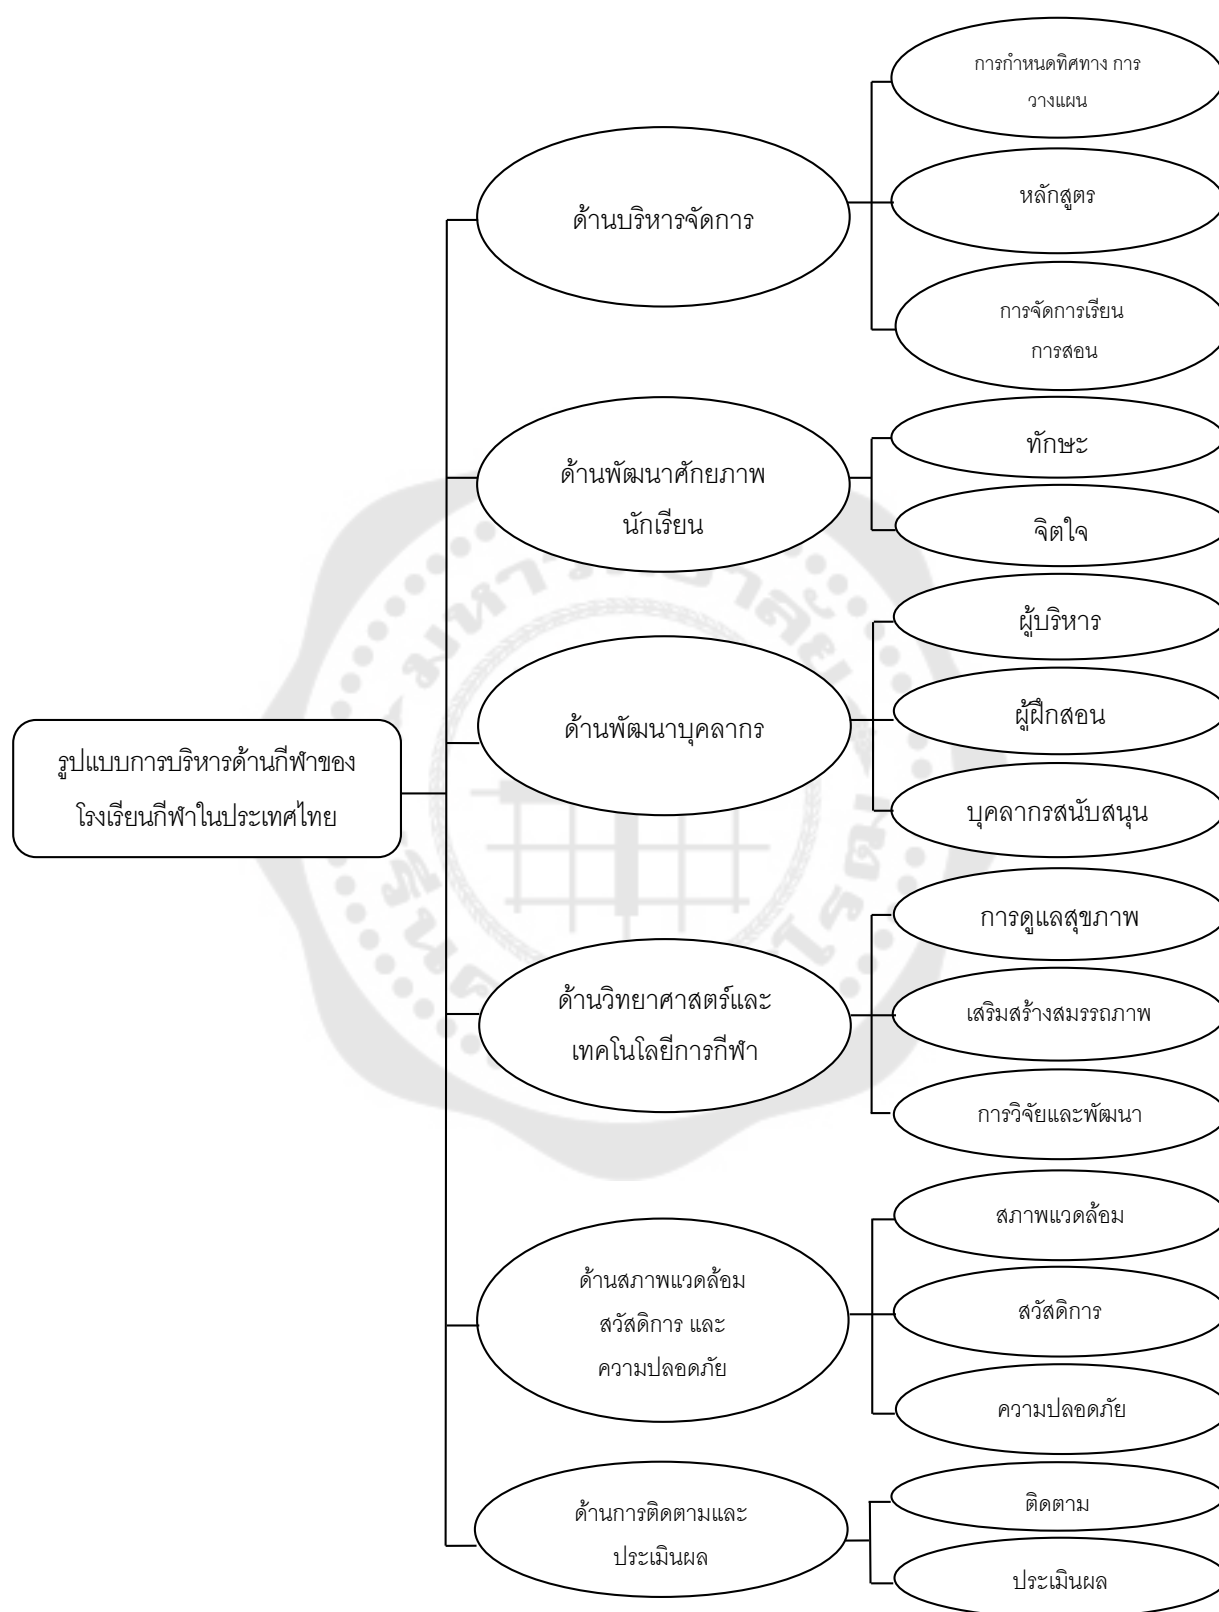 รูปแบบการบริหารด้านกีฬาของ
โรงเรียนกีฬาในประเทศไทย
ด้านบริหารจัดการ
การกำหนดทิศทาง การ
วางแผน
หลักสูตร
การจัดการเรียน
การสอน
ด้านพัฒนาศักยภาพ
นักเรียน
ทักษะ
จิตใจ
ด้านพัฒนาบุคลากร
ผู้บริหาร
ผู้ฝึกสอน
บุคลากรสนับสนุน
ด้านวิทยาศาสตร์และ
เทคโนโลยีการกีฬา
การดูแลสุขภาพ
เสริมสร้างสมรรถภาพ
การวิจัยและพัฒนา
ด้านสภาพแวดล้อม
สวัสดิการ และ
ความปลอดภัย
สภาพแวดล้อม
สวัสดิการ
ความปลอดภัย
ด้านการติดตามและ
ประเมินผล
ติดตาม
ประเมินผล